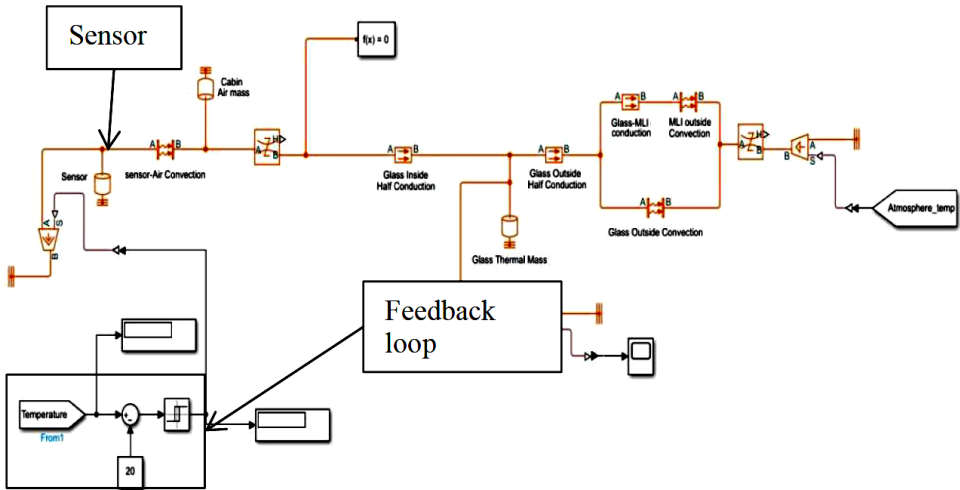 Sensor
f(x) = 0
Cabin
Air mass
A B
Glass-MLI
conduction
A B
MLI outside
Convection
A B
sensor-Air Convection
A H
B
A B
Glass Inside
Half Conduction
A B
Glass Outside
Half Conduction
A H
B
B A
S
Sensor
A S
B
A B
Glass Outside Convection
Atmosphere_temp
Glass Thermal Mass
Feedback
loop
Temperature
From1
+
-
20